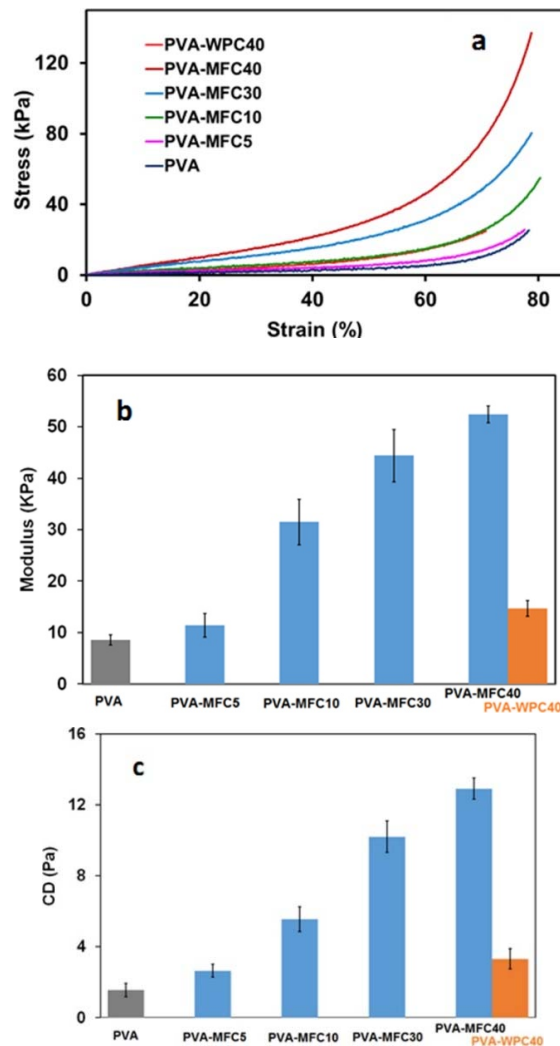 a
PVA-WPC40
PVA-MFC40
PVA-MFC30
PVA-MFC10
PVA-MFC5
PVA
Stress (kPa)
120
80
40
0
0 20 40 60 80
Strain (%)
b
Modulus (KPa)
60
50
40
30
20
10
0
PVA PVA-MFC5 PVA-MFC10 PVA-MFC30 PVA-MFC40
PVA-WPC40
c
CD (Pa)
16
12
8
4
0
PVA PVA-MFC5 PVA-MFC10 PVA-MFC30 PVA-MFC40
PVA-WPC40